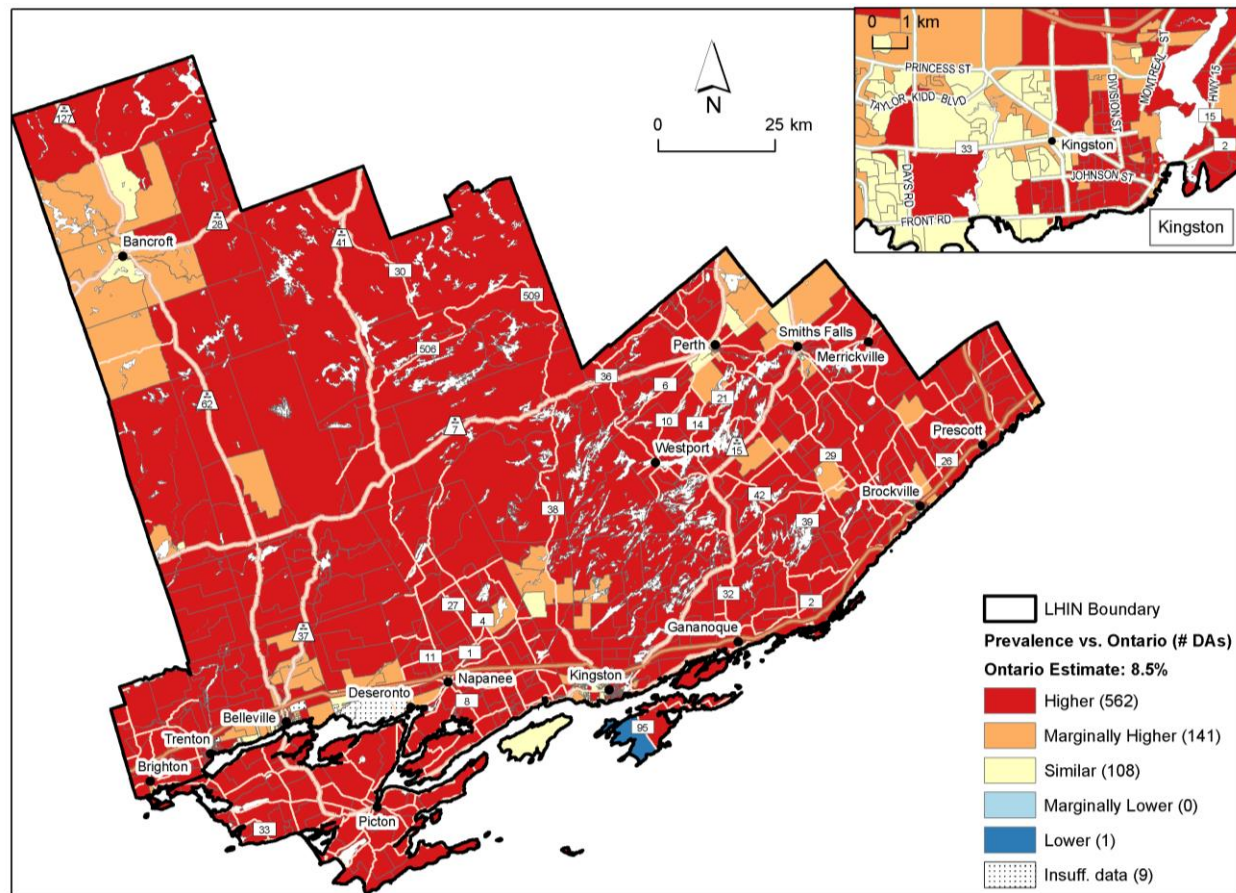 0 1 km
PRINCESS ST
TAYLOR KIDD BLVD
DIVISION ST
MONTREAL ST
HWY 15
15
2
33
Kingston
DAYS RD
JOHNSON ST
FRONT RD
Kingston
N
0 25 km
127
28
Bancroft
41
30
509
506
62
Perth
Smiths Falls
Merrickville
36
6
21
10
14
7
Westport
15
29
Prescott
26
Brockville
42
38
39
32
2
27
4
37
1
11
Gananoque
Napanee
Kingston
Deseronto
8
Belleville
95
Trenton
Brighton
Picton
33
LHIN Boundary
Prevalence vs. Ontario (# DAs)
Ontario Estimate: 8.5%
Higher (562)
Marginally Higher (141)
Similar (108)
Marginally Lower (0)
Lower (1)
Insuff. data (9)